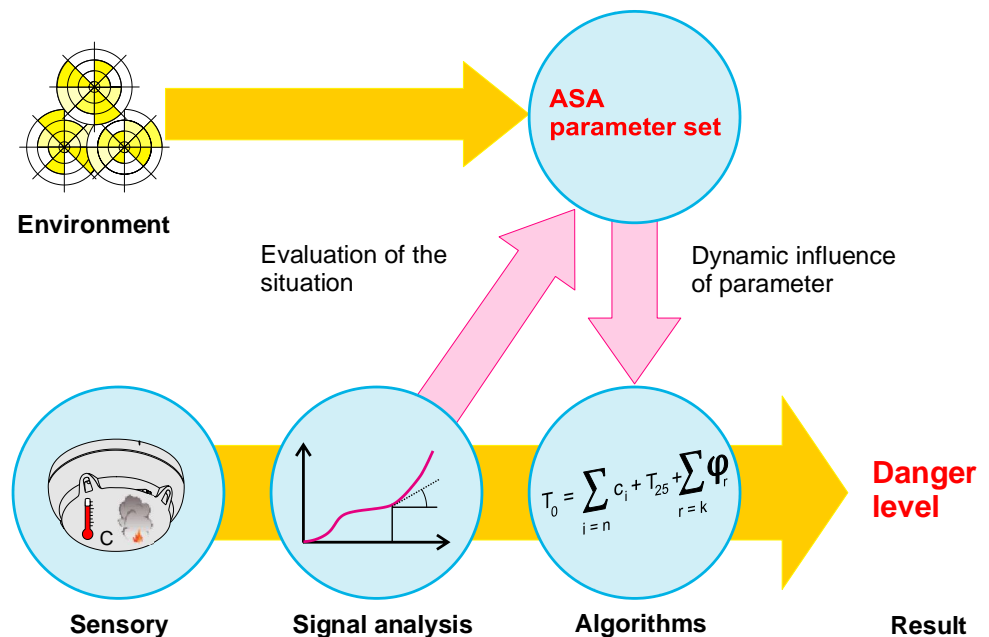 ASA
parameter set
Environment
Evaluation of the
situation
Dynamic influence
of parameter
C
T₀ = ∑ cᵢ + T₂₅ + ∑ φᵣ
i = n r = k
Danger
level
Sensory
Signal analysis
Algorithms
Result